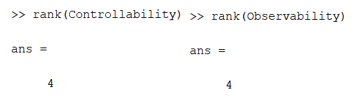 >> rank(Controllability)
ans =
4
>> rank(Observability)
ans =
4